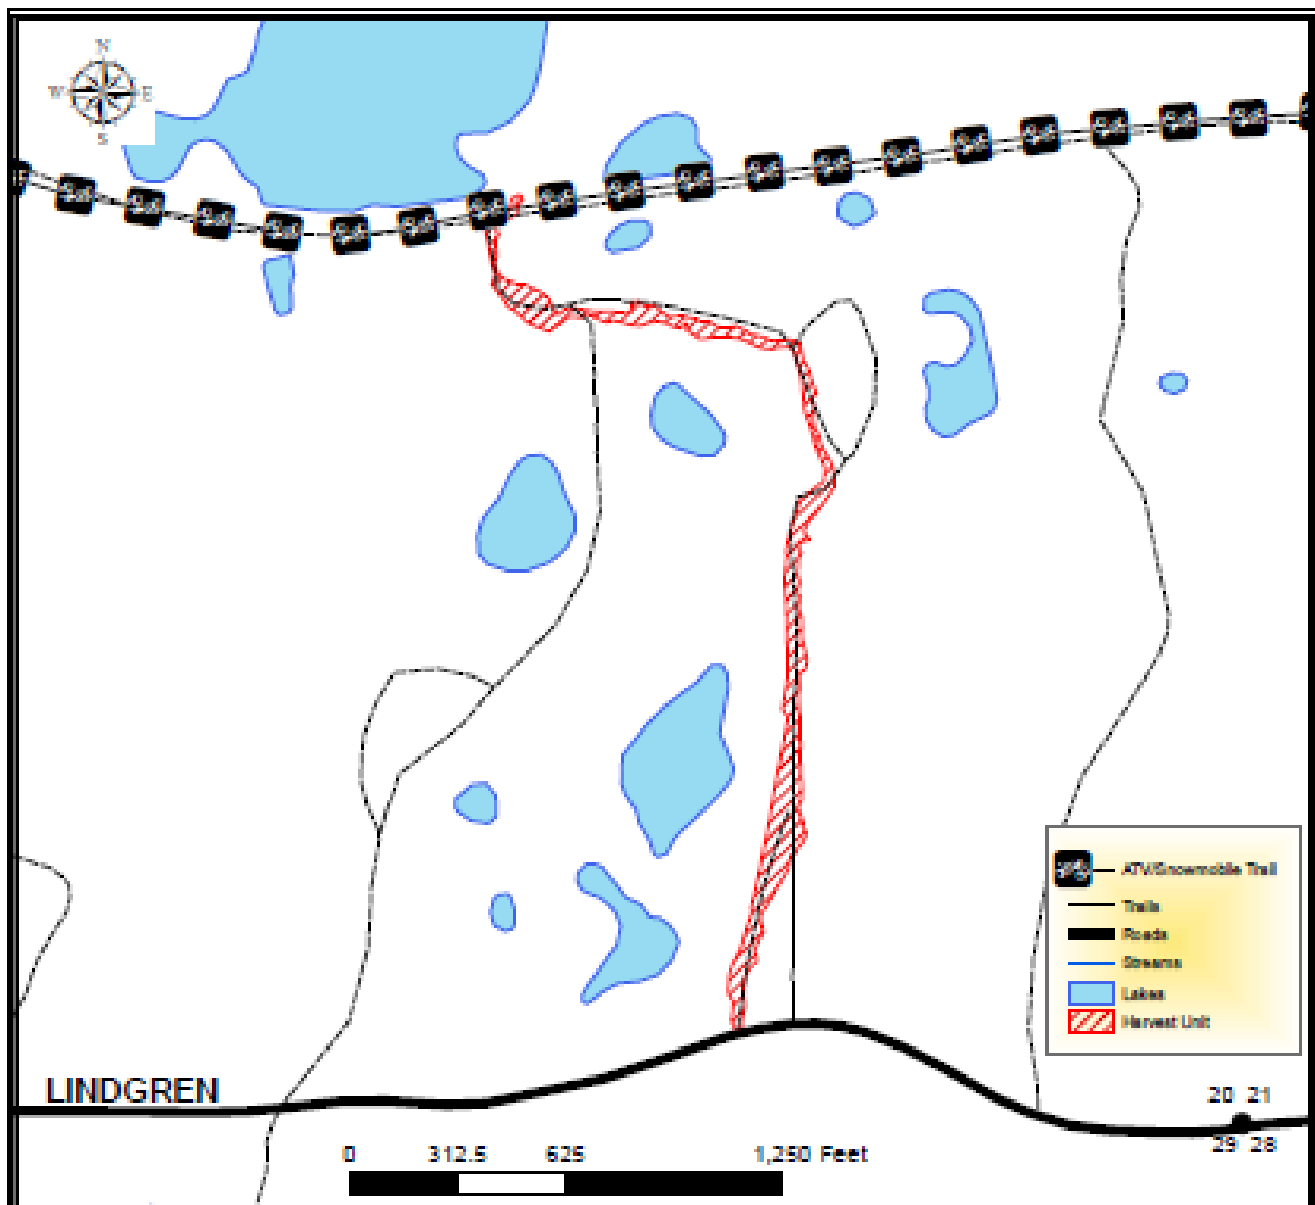 N
W E
S
ATV/Snowmobile Trail
Trails
Roads
Streams
Lakes
Harvest Unit
LINDGREN
20 21
29 28
0 312.5 625 1,250 Feet